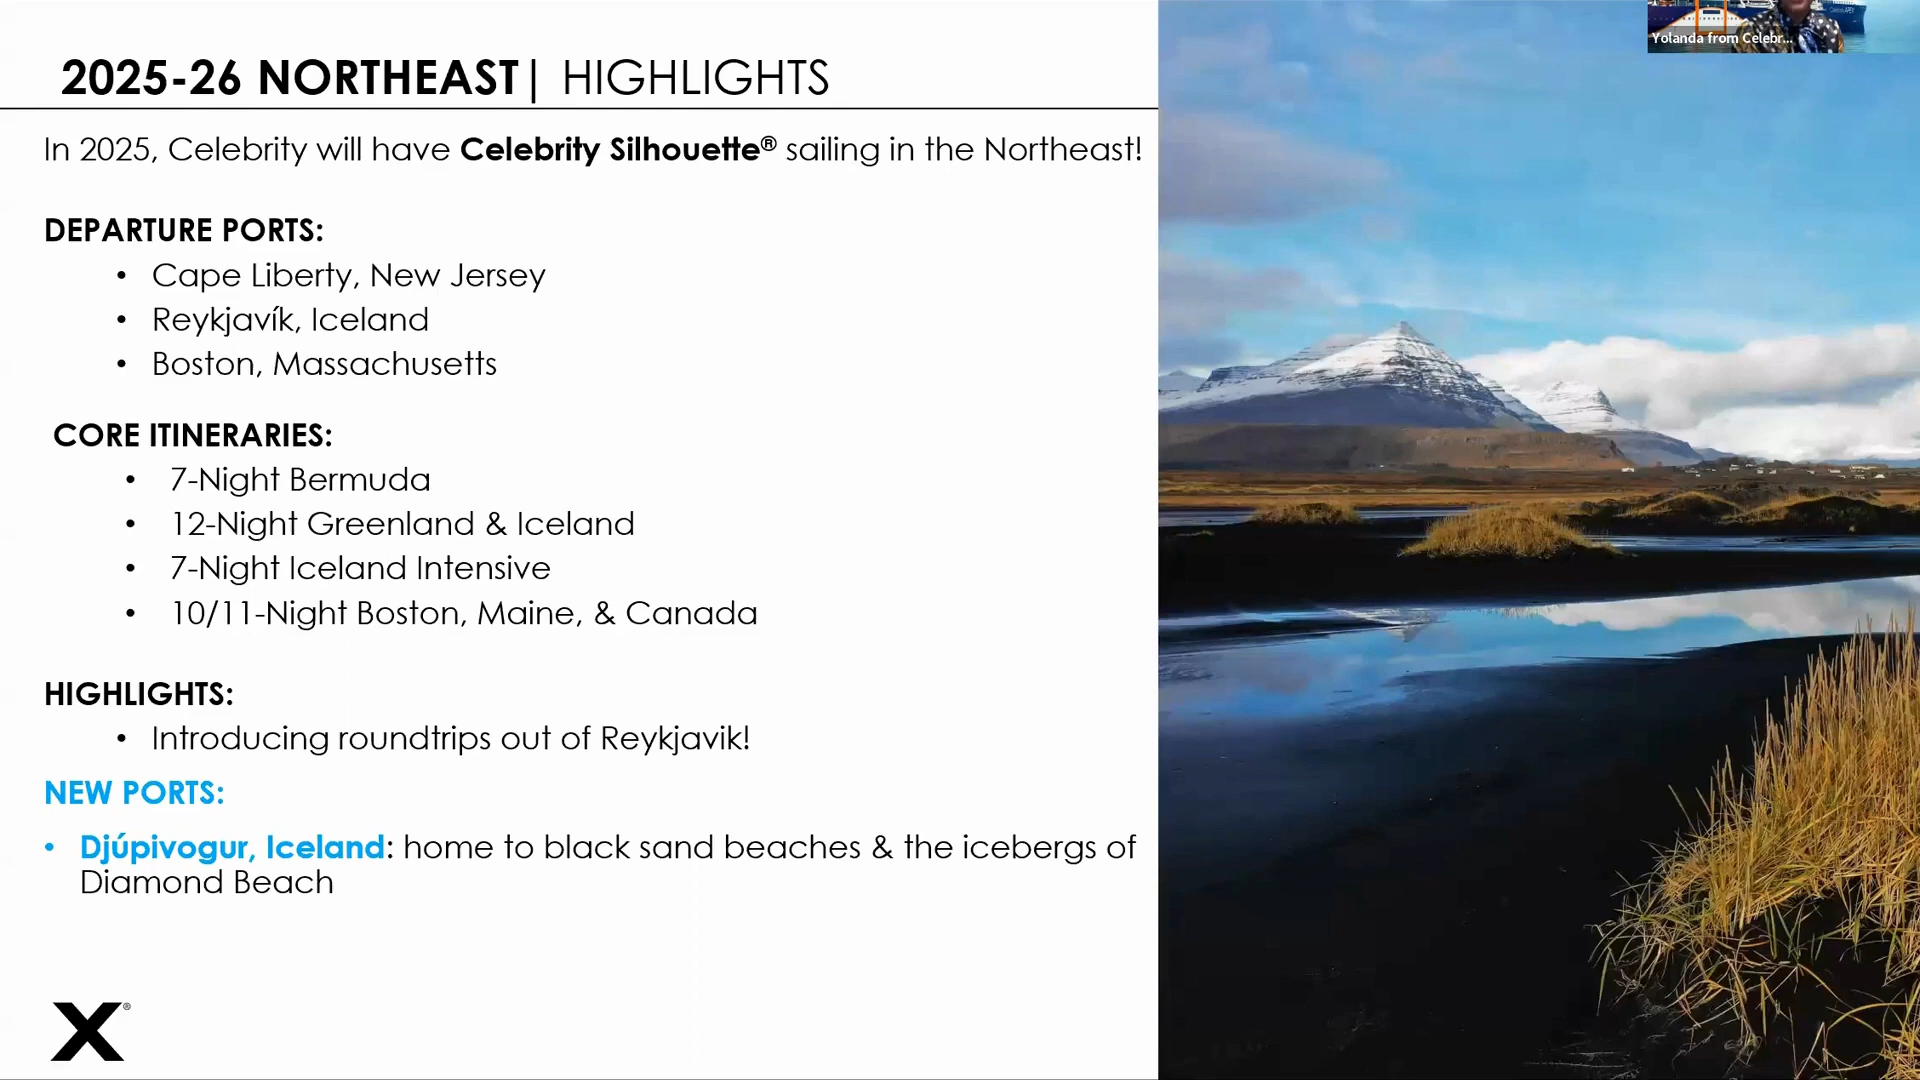 2025-26 NORTHEAST| HIGHLIGHTS
In 2025, Celebrity will have Celebrity Silhouette® sailing in the Northeast!
DEPARTURE PORTS:
• Cape Liberty, New Jersey
• Reykjavík, Iceland
• Boston, Massachusetts
CORE ITINERARIES:
• 7-Night Bermuda
• 12-Night Greenland & Iceland
• 7-Night Iceland Intensive
• 10/11-Night Boston, Maine, & Canada
HIGHLIGHTS:
• Introducing roundtrips out of Reykjavik!
NEW PORTS:
• Djúpivogur, Iceland: home to black sand beaches & the icebergs of
Diamond Beach
X®
Yolanda from Celebr...